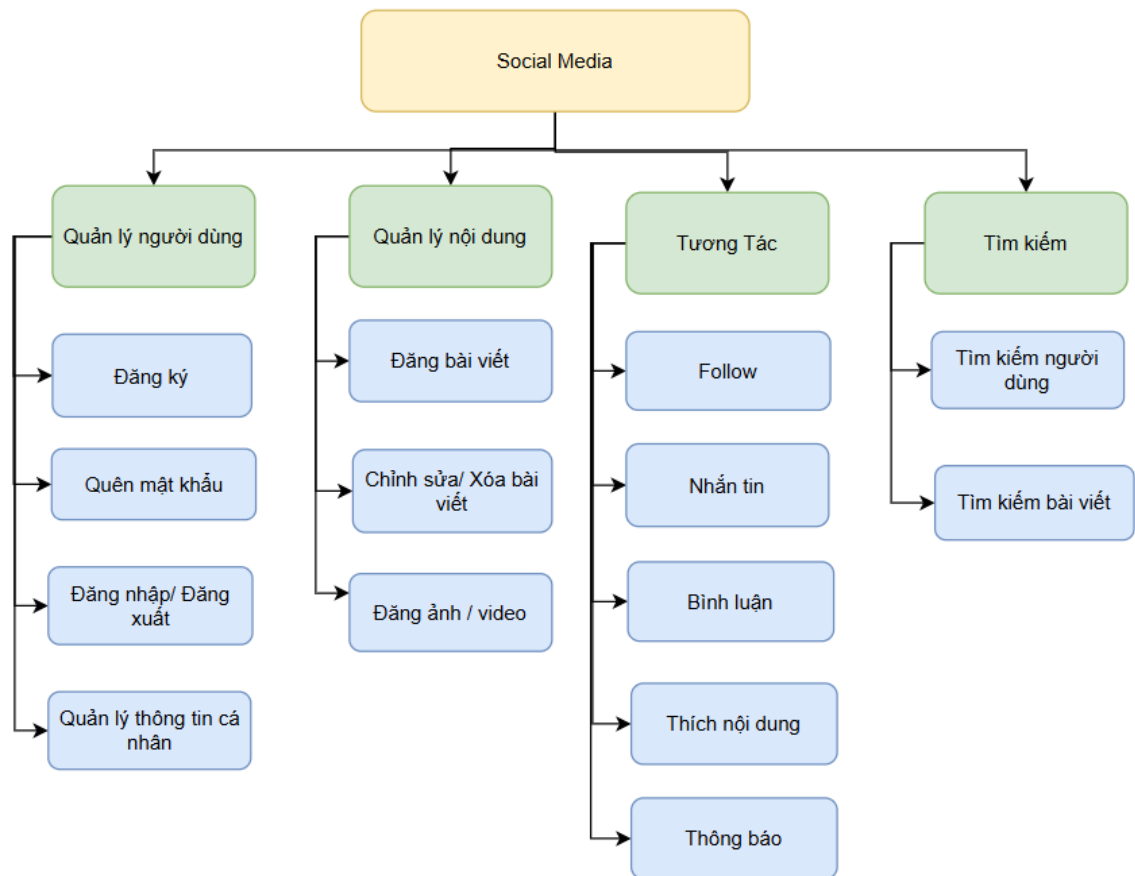 Social Media
Quản lý người dùng
Đăng ký
Quên mật khẩu
Đăng nhập/ Đăng
xuất
Quản lý thông tin cá
nhân
Quản lý nội dung
Đăng bài viết
Chỉnh sửa/ Xóa bài
viết
Đăng ảnh / video
Tương Tác
Follow
Nhắn tin
Bình luận
Thích nội dung
Thông báo
Tìm kiếm
Tìm kiếm người
dùng
Tìm kiếm bài viết